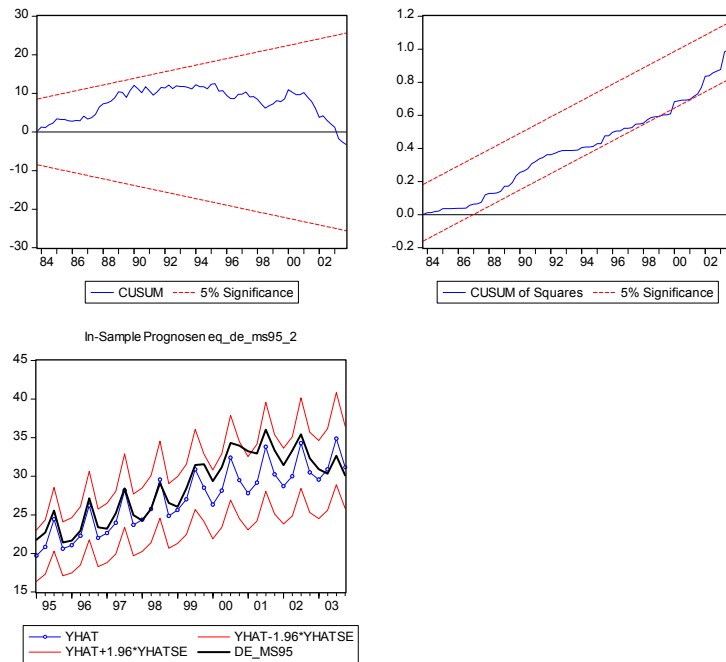 30
20
10
0
-10
-20
-30
84 86 88 90 92 94 96 98 00 02
CUSUM 5% Significance
1.2
1.0
0.8
0.6
0.4
0.2
0.0
-0.2
84 86 88 90 92 94 96 98 00 02
CUSUM of Squares 5% Significance
In-Sample Prognosen eq_de_ms95_2
45
40
35
30
25
20
15
95 96 97 98 99 00 01 02 03
YHAT YHAT-1.96*YHATSE
YHAT+1.96*YHATSE DE_MS95